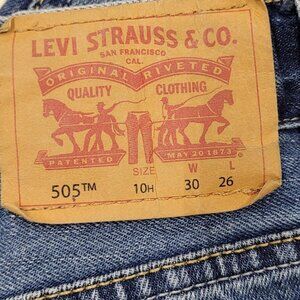 LEVI STRAUSS & CO.
SAN FRANCISCO
CAL
ORIGINAL RIVETED
QUALITY CLOTHING
PATENTED MAY 20 1873
SIZE W L
505™ 10H 30 26